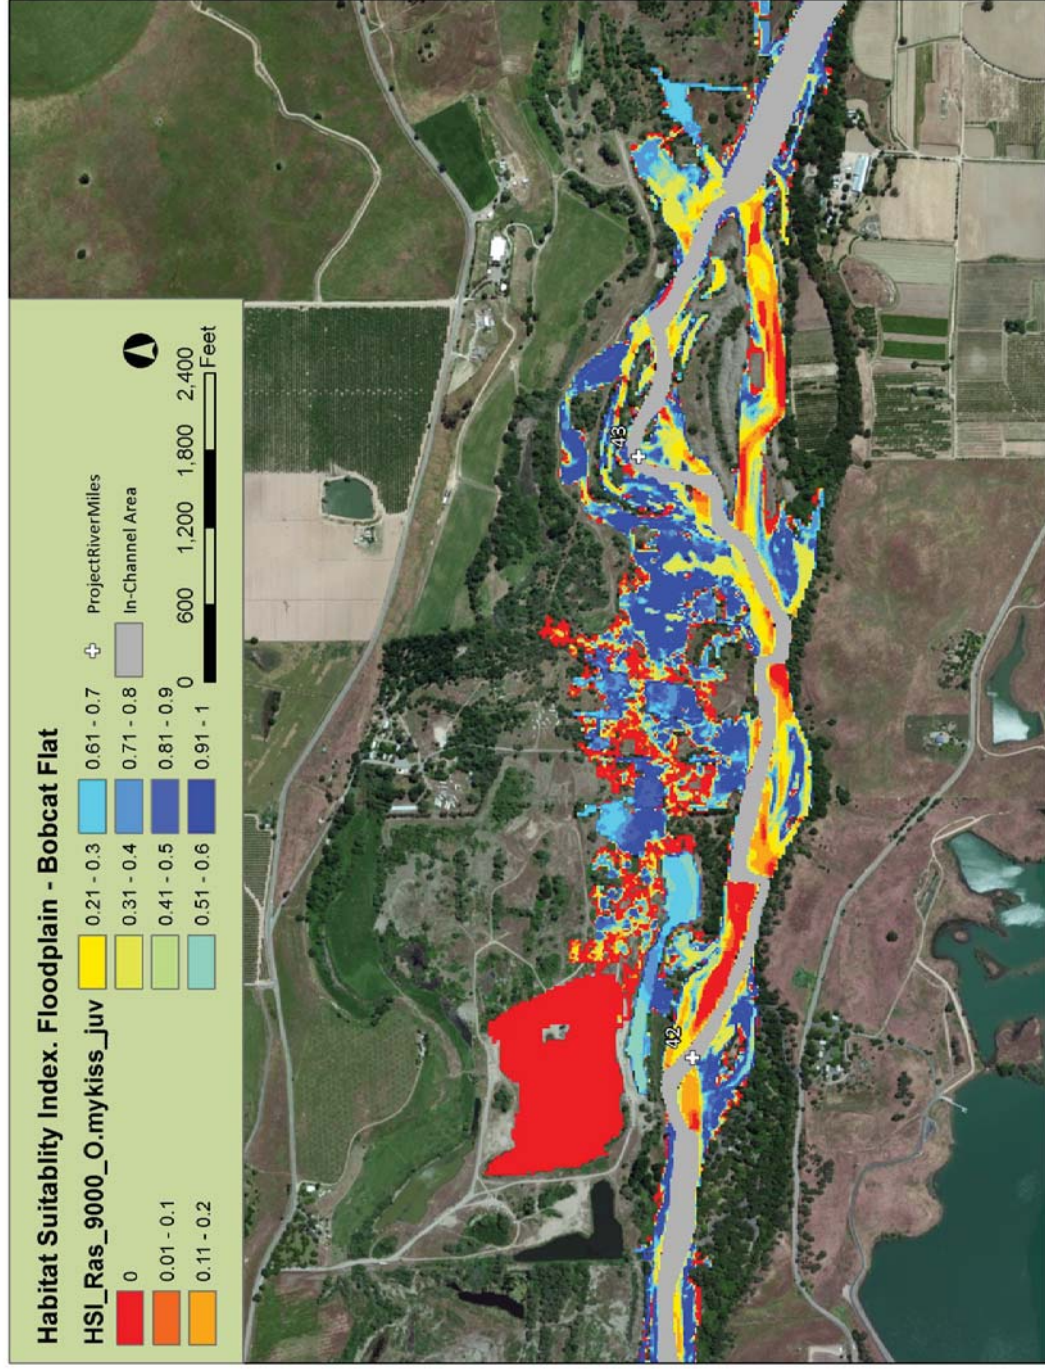 Habitat Suitablity Index. Floodplain - Bobcat Flat
HSI_Ras_9000_O.mykiss_juv
0
0.01 - 0.1
0.11 - 0.2
0.21 - 0.3
0.31 - 0.4
0.41 - 0.5
0.51 - 0.6
0.61 - 0.7
0.71 - 0.8
0.81 - 0.9
0.91 - 1
ProjectRiverMiles
In-Channel Area
0 600 1,200 1,800 2,400
Feet
42
43